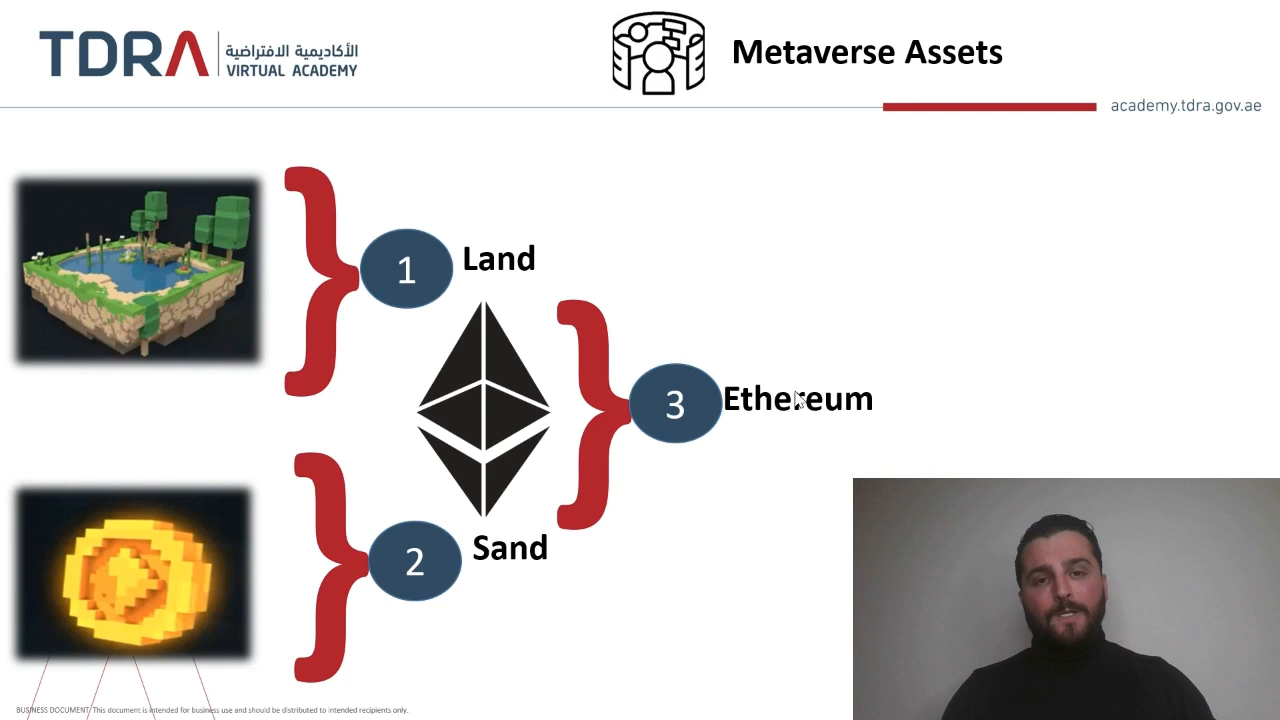 TDRA
الأكاديمية الافتراضية
VIRTUAL ACADEMY
Metaverse Assets
academy.tdra.gov.ae
1
Land
3
Ethereum
2
Sand
BUSINESS DOCUMENT: This document is intended for business use and should be distributed to intended recipients only.